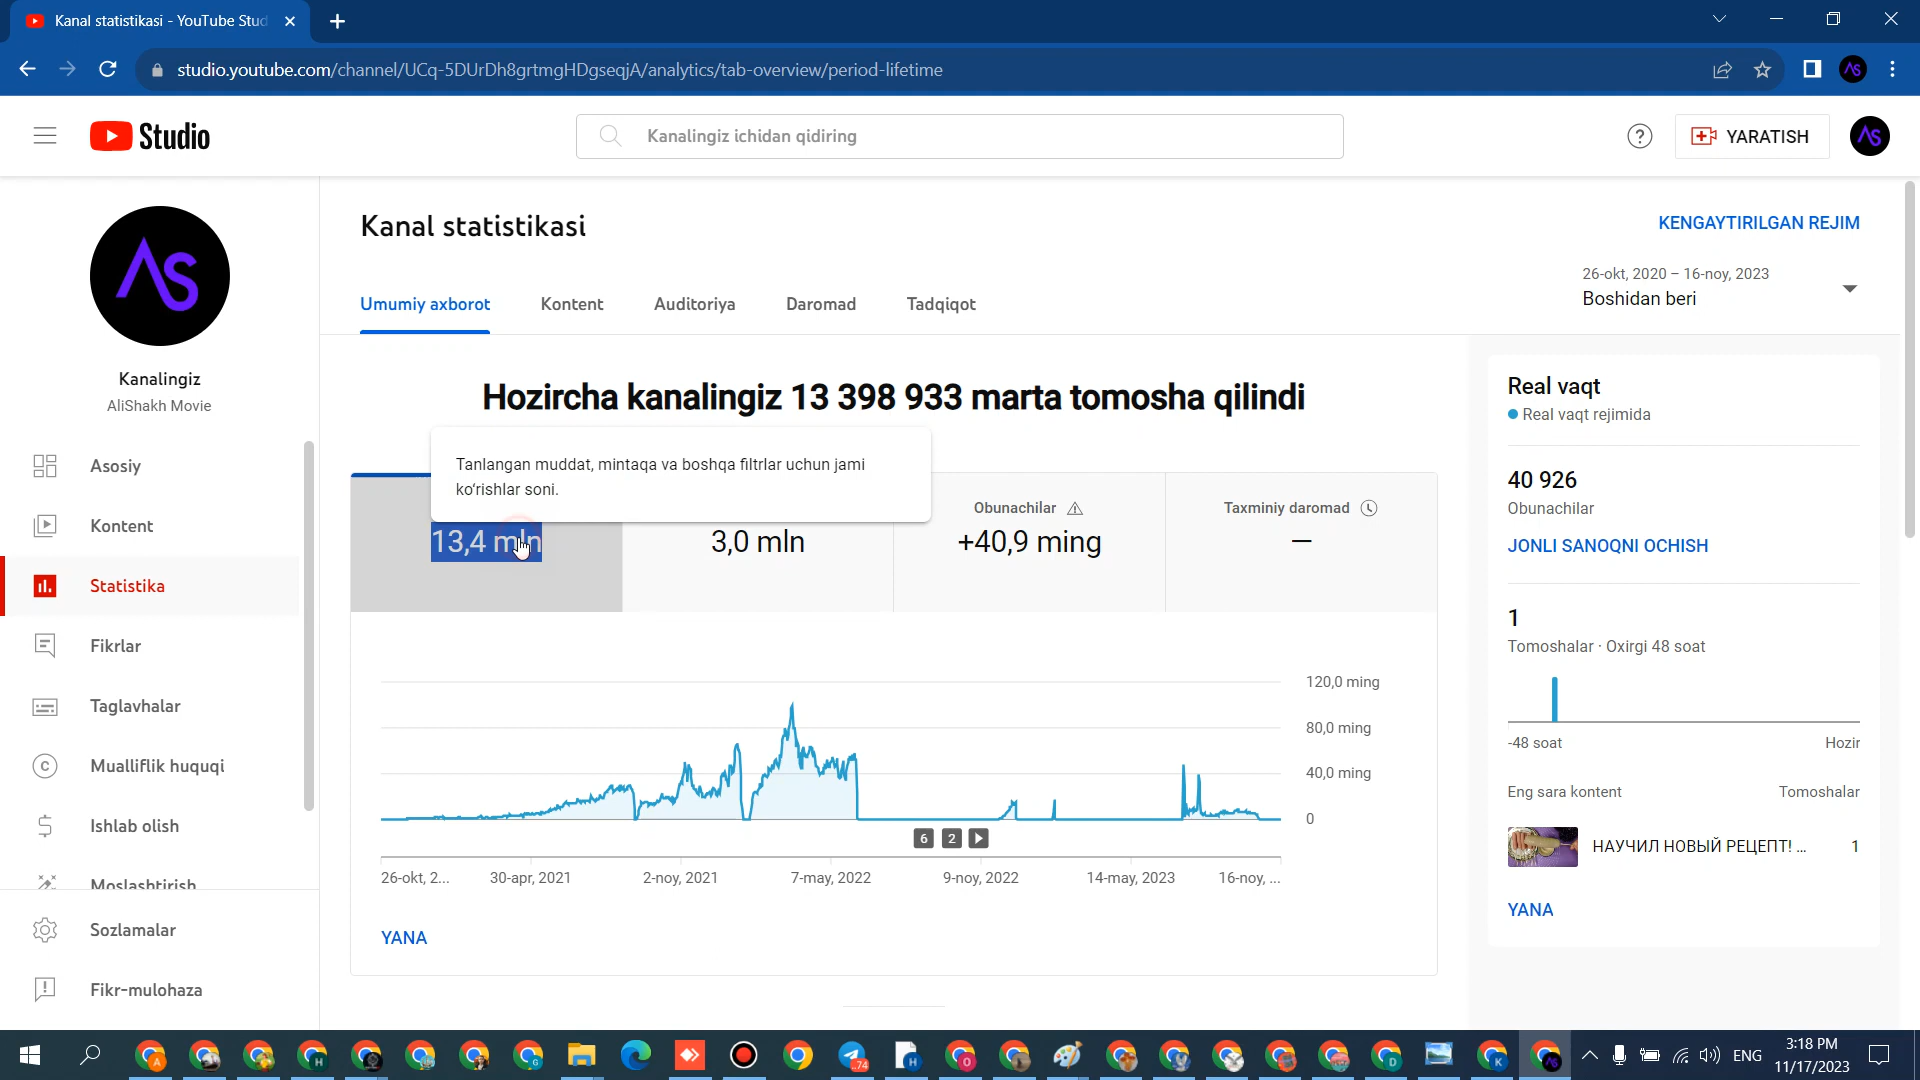 Kanal statistikasi - YouTube Stud
studio.youtube.com/channel/UCq-5DUrDh8grtmgHDgseqjA/analytics/tab-overview/period-lifetime
Studio
Kanalingiz ichidan qidiring
YARATISH
Kanalingiz
AliShakh Movie
Asosiy
Kontent
Statistika
Fikrlar
Taglavhalar
Mualliflik huquqi
Ishlab olish
Moslashtirish
Sozlamalar
Fikr-mulohaza
Kanal statistikasi
KENGAYTIRILGAN REJIM
Umumiy axborot
Kontent
Auditoriya
Daromad
Tadqiqot
26-okt, 2020 – 16-noy, 2023
Boshidan beri
Hozircha kanalingiz 13 398 933 marta tomosha qilindi
Tanlangan muddat, mintaqa va boshqa filtrlar uchun jami
koʻrishlar soni.
13,4 mln
3,0 mln
Obunachilar
+40,9 ming
Taxminiy daromad
—
120,0 ming
80,0 ming
40,0 ming
0
6
2
26-okt, 2...
30-apr, 2021
2-noy, 2021
7-may, 2022
9-noy, 2022
14-may, 2023
16-noy, ...
YANA
Real vaqt
Real vaqt rejimida
40 926
Obunachilar
JONLI SANOQNI OCHISH
1
Tomoshalar · Oxirgi 48 soat
-48 soat
Hozir
Eng sara kontent
Tomoshalar
НАУЧИЛ НОВЫЙ РЕЦЕПТ! ...
1
YANA
ENG
3:18 PM
11/17/2023